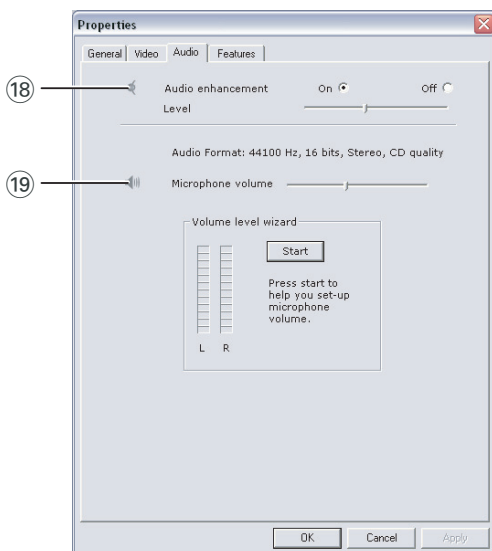 Properties
General Video Audio Features
18 Audio enhancement On Off
Level
Audio Format: 44100 Hz, 16 bits, Stereo, CD quality
19 Microphone volume
Volume level wizard
Start
Press start to
help you set-up
microphone
volume.
L R
OK Cancel Apply